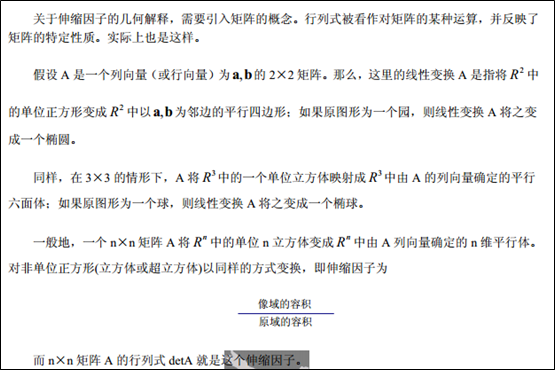 关于伸缩因子的几何解释，需要引入矩阵的概念。行列式被看作对矩阵的某种运算，并反映了
矩阵的特定性质。实际上也是这样。
假设 A 是一个列向量（或行向量）为 a,b 的 2×2 矩阵。那么，这里的线性变换 A 是指将 R² 中
的单位正方形变成 R² 中以 a,b 为邻边的平行四边形；如果原图形为一个园，则线性变换 A 将之变
成一个椭圆。
同样，在 3×3 的情形下，A 将 R³ 中的一个单位立方体映射成 R³ 中由 A 的列向量确定的平行
六面体；如果原图形为一个球，则线性变换 A 将之变成一个椭球。
一般地，一个 n×n 矩阵 A 将 Rⁿ 中的单位 n 立方体变成 Rⁿ 中由 A 列向量确定的 n 维平行体。
对非单位正方形(立方体或超立方体)以同样的方式变换，即伸缩因子为
像域的容积
原域的容积
而 n×n 矩阵 A 的行列式 detA 就是这个伸缩因子。